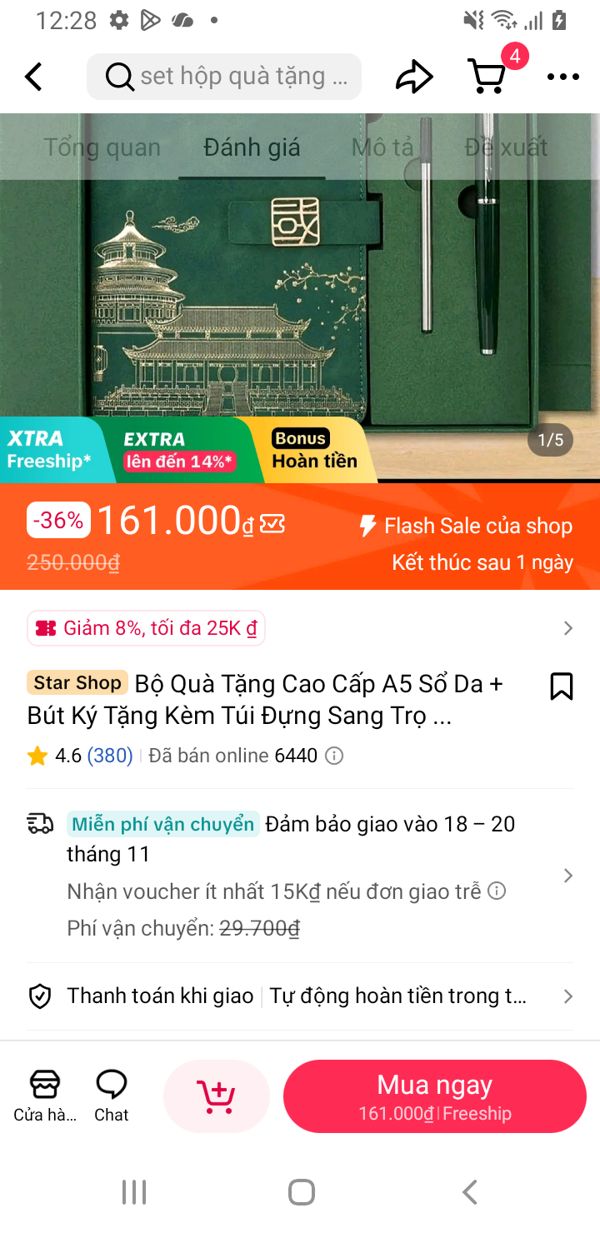 12:28
4
set hộp quà tặng ...
Tổng quan Đánh giá Mô tả Đề xuất
XTRA
Freeship*
EXTRA
lên đến 14%*
Bonus
Hoàn tiền
1/5
-36% 161.000₫
250.000₫
Flash Sale của shop
Kết thúc sau 1 ngày
Giảm 8%, tối đa 25K ₫
Star Shop Bộ Quà Tặng Cao Cấp A5 Sổ Da +
Bút Ký Tặng Kèm Túi Đựng Sang Trọ ...
4.6 (380) Đã bán online 6440
Miễn phí vận chuyển Đảm bảo giao vào 18 – 20
tháng 11
Nhận voucher ít nhất 15K₫ nếu đơn giao trễ
Phí vận chuyển: 29.700₫
Thanh toán khi giao Tự động hoàn tiền trong t...
Cửa hà...
Chat
Mua ngay
161.000₫ Freeship